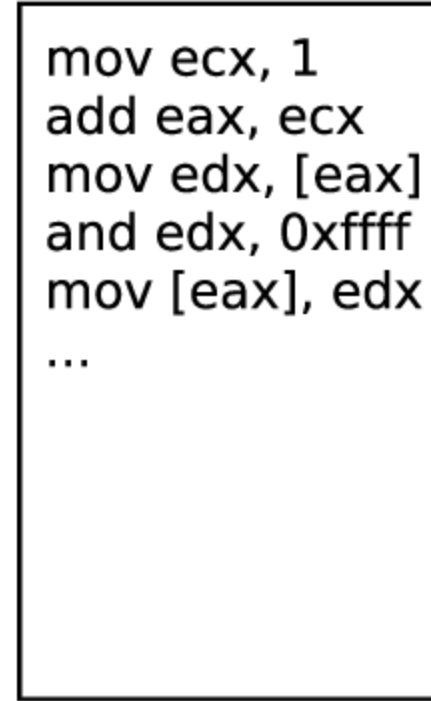 mov ecx, 1
add eax, ecx
mov edx, [eax]
and edx, 0xffff
mov [eax], edx
...